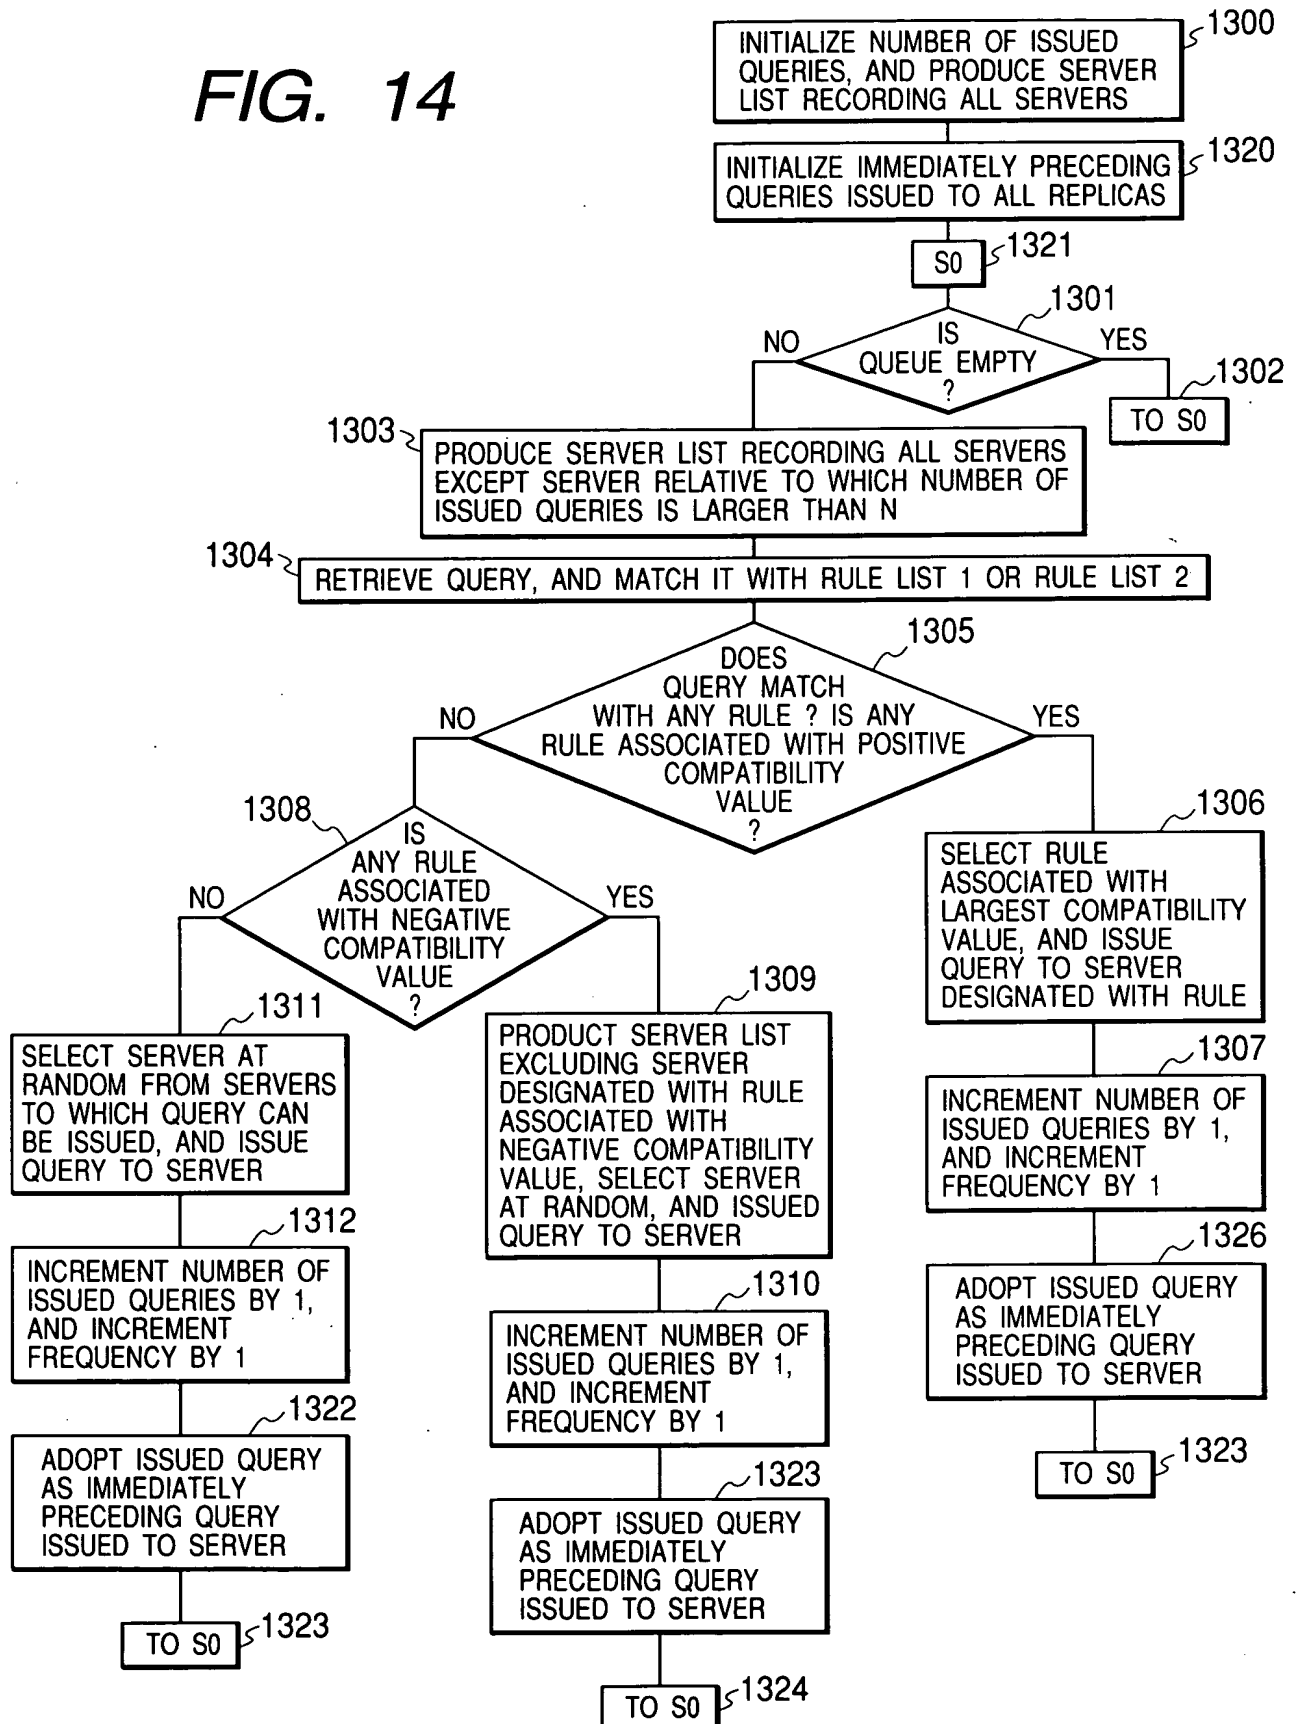 FIG. 14
1300
INITIALIZE NUMBER OF ISSUED
QUERIES, AND PRODUCE SERVER
LIST RECORDING ALL SERVERS
1320
INITIALIZE IMMEDIATELY PRECEDING
QUERIES ISSUED TO ALL REPLICAS
1321
S0
1301
IS
QUEUE EMPTY
?
NO
YES
1302
TO S0
1303
PRODUCE SERVER LIST RECORDING ALL SERVERS
EXCEPT SERVER RELATIVE TO WHICH NUMBER OF
ISSUED QUERIES IS LARGER THAN N
1304
RETRIEVE QUERY, AND MATCH IT WITH RULE LIST 1 OR RULE LIST 2
1305
DOES
QUERY MATCH
WITH ANY RULE ? IS ANY
RULE ASSOCIATED WITH POSITIVE
COMPATIBILITY
VALUE
?
NO
YES
1308
IS
ANY RULE
ASSOCIATED
WITH NEGATIVE
COMPATIBILITY
VALUE
?
NO
YES
1306
SELECT RULE
ASSOCIATED WITH
LARGEST COMPATIBILITY
VALUE, AND ISSUE
QUERY TO SERVER
DESIGNATED WITH RULE
1311
SELECT SERVER AT
RANDOM FROM SERVERS
TO WHICH QUERY CAN
BE ISSUED, AND ISSUE
QUERY TO SERVER
1309
PRODUCT SERVER LIST
EXCLUDING SERVER
DESIGNATED WITH RULE
ASSOCIATED WITH
NEGATIVE COMPATIBILITY
VALUE, SELECT SERVER
AT RANDOM, AND ISSUED
QUERY TO SERVER
1307
INCREMENT NUMBER OF
ISSUED QUERIES BY 1,
AND INCREMENT
FREQUENCY BY 1
1312
INCREMENT NUMBER OF
ISSUED QUERIES BY 1,
AND INCREMENT
FREQUENCY BY 1
1310
INCREMENT NUMBER OF
ISSUED QUERIES BY 1,
AND INCREMENT
FREQUENCY BY 1
1326
ADOPT ISSUED QUERY
AS IMMEDIATELY
PRECEDING QUERY
ISSUED TO SERVER
1322
ADOPT ISSUED QUERY
AS IMMEDIATELY
PRECEDING QUERY
ISSUED TO SERVER
1323
ADOPT ISSUED QUERY
AS IMMEDIATELY
PRECEDING QUERY
ISSUED TO SERVER
1323
TO S0
1323
TO S0
1324
TO S0